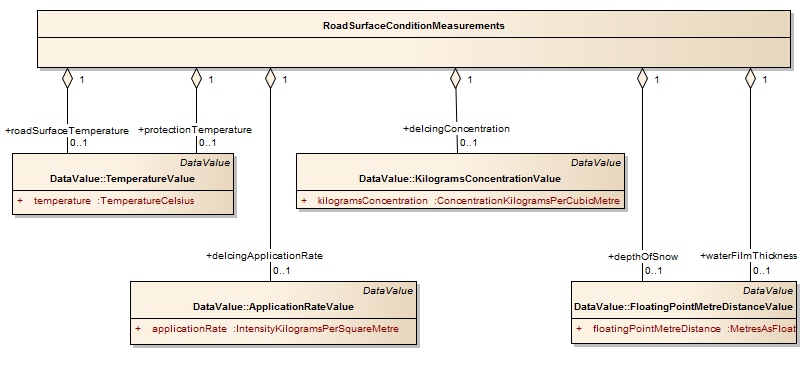 RoadSurfaceConditionMeasurements
1 1 1 1 1 1
+roadSurfaceTemperature +protectionTemperature +deIcingConcentration
0..1 0..1 0..1
DataValue DataValue
DataValue::TemperatureValue DataValue::KilogramsConcentrationValue
+ temperature :TemperatureCelsius + kilogramsConcentration :ConcentrationKilogramsPerCubicMetre
+deIcingApplicationRate +depthOfSnow +waterFilmThickness
0..1 0..1 0..1
DataValue DataValue
DataValue::ApplicationRateValue DataValue::FloatingPointMetreDistanceValue
+ applicationRate :IntensityKilogramsPerSquareMetre + floatingPointMetreDistance :MetresAsFloat